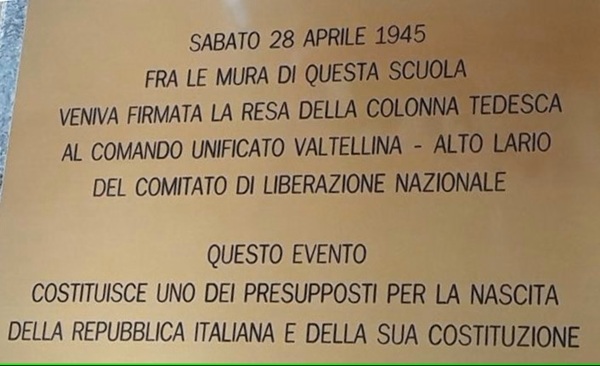 SABATO 28 APRILE 1945
FRA LE MURA DI QUESTA SCUOLA
VENIVA FIRMATA LA RESA DELLA COLONNA TEDESCA
AL COMANDO UNIFICATO VALTELLINA - ALTO LARIO
DEL COMITATO DI LIBERAZIONE NAZIONALE
QUESTO EVENTO
COSTITUISCE UNO DEI PRESUPPOSTI PER LA NASCITA
DELLA REPUBBLICA ITALIANA E DELLA SUA COSTITUZIONE